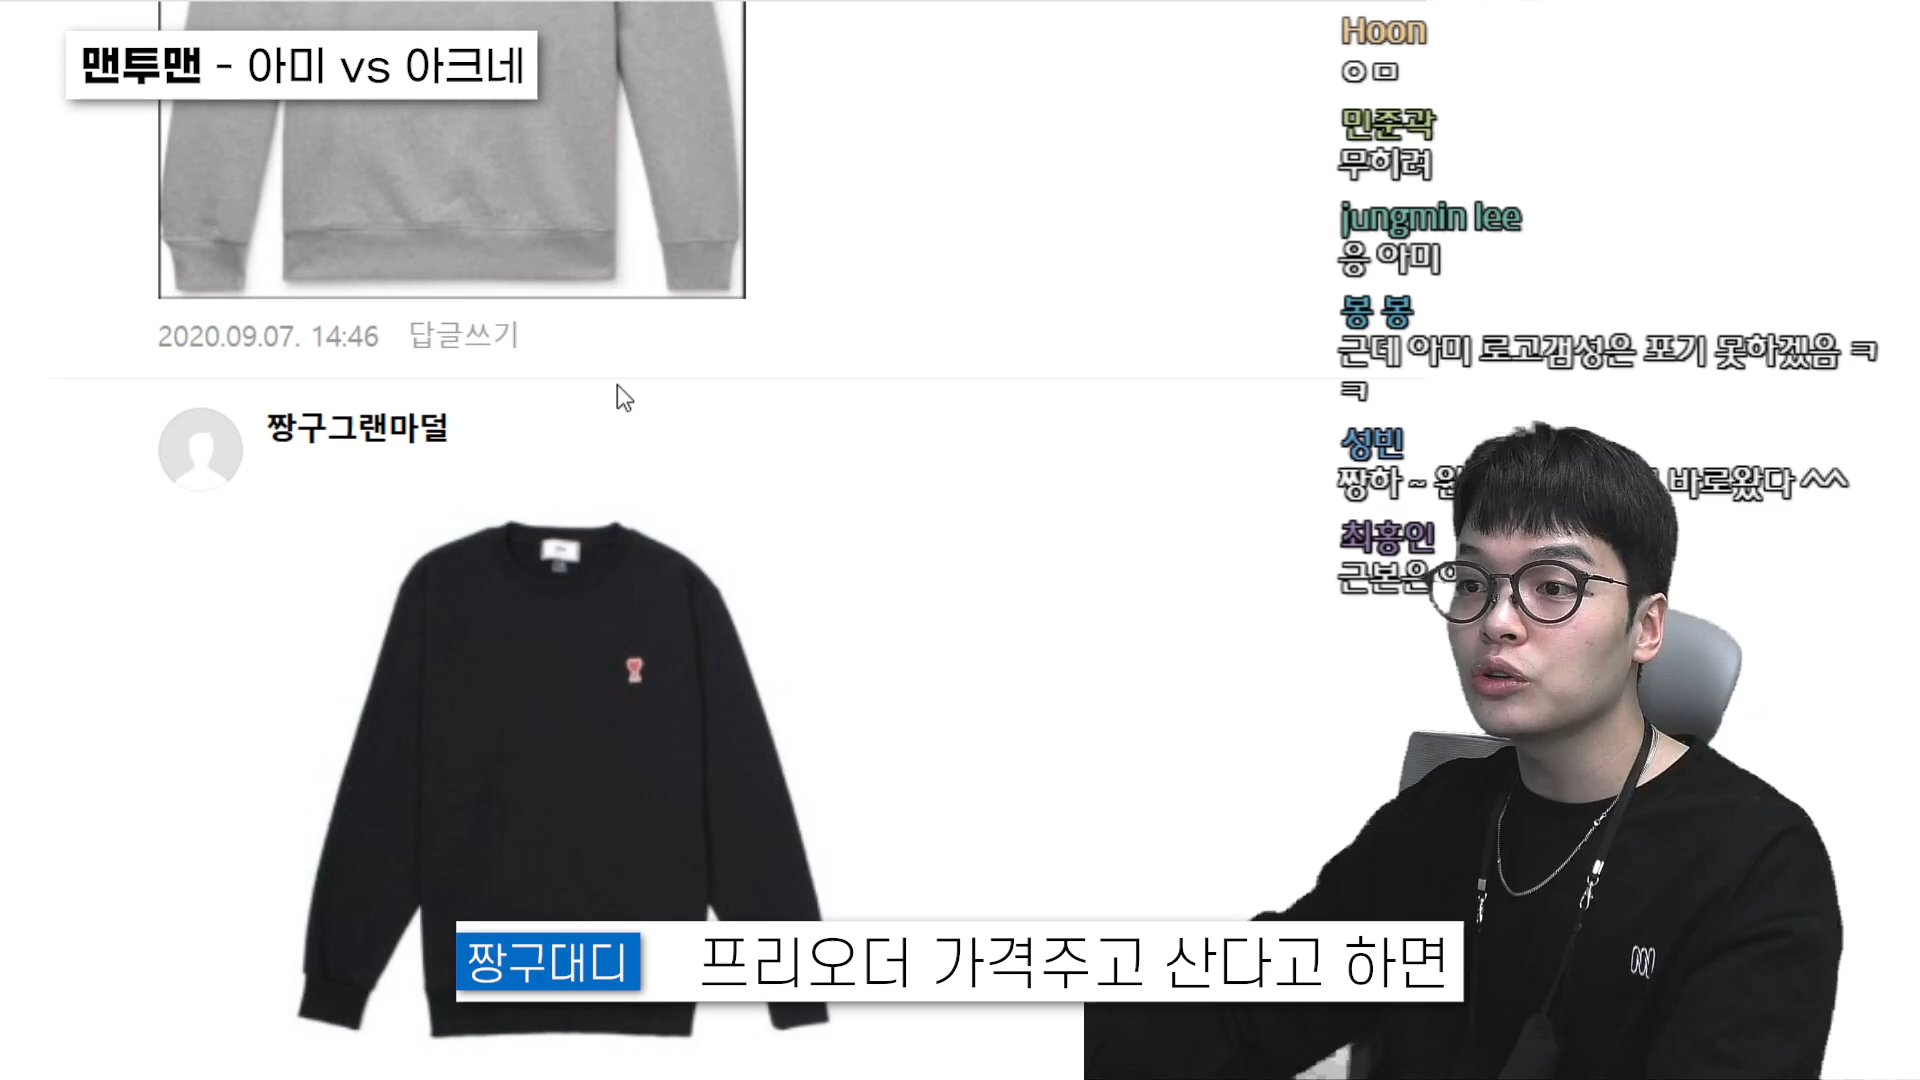 맨투맨 - 아미 vs 아크네
2020.09.07. 14:46 답글쓰기
짱구그랜마덜
Hoon
ㅇㅁ
민준곽
무히려
jungmin lee
응 아미
봉 봉
근데 아미 로고갬성은 포기 못하겠음 ㅋ
ㅋ
성빈
짱하 ~ 바로왔다 ^^
최홍인
근본은
짱구대디 프리오더 가격주고 산다고 하면